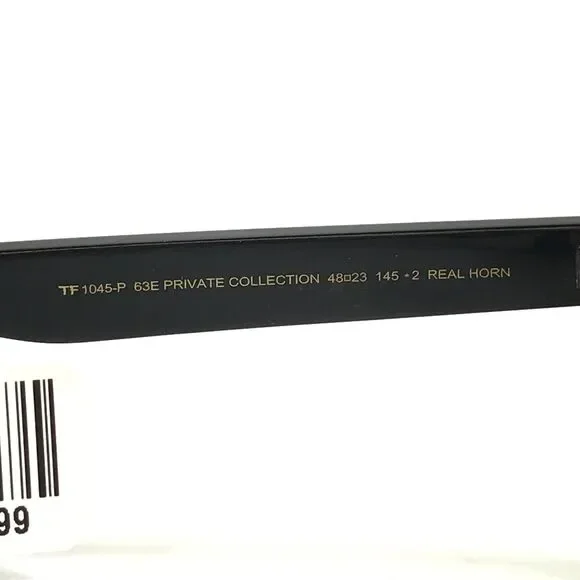 TF 1045-P 63E PRIVATE COLLECTION 48□23 145 *2 REAL HORN
99